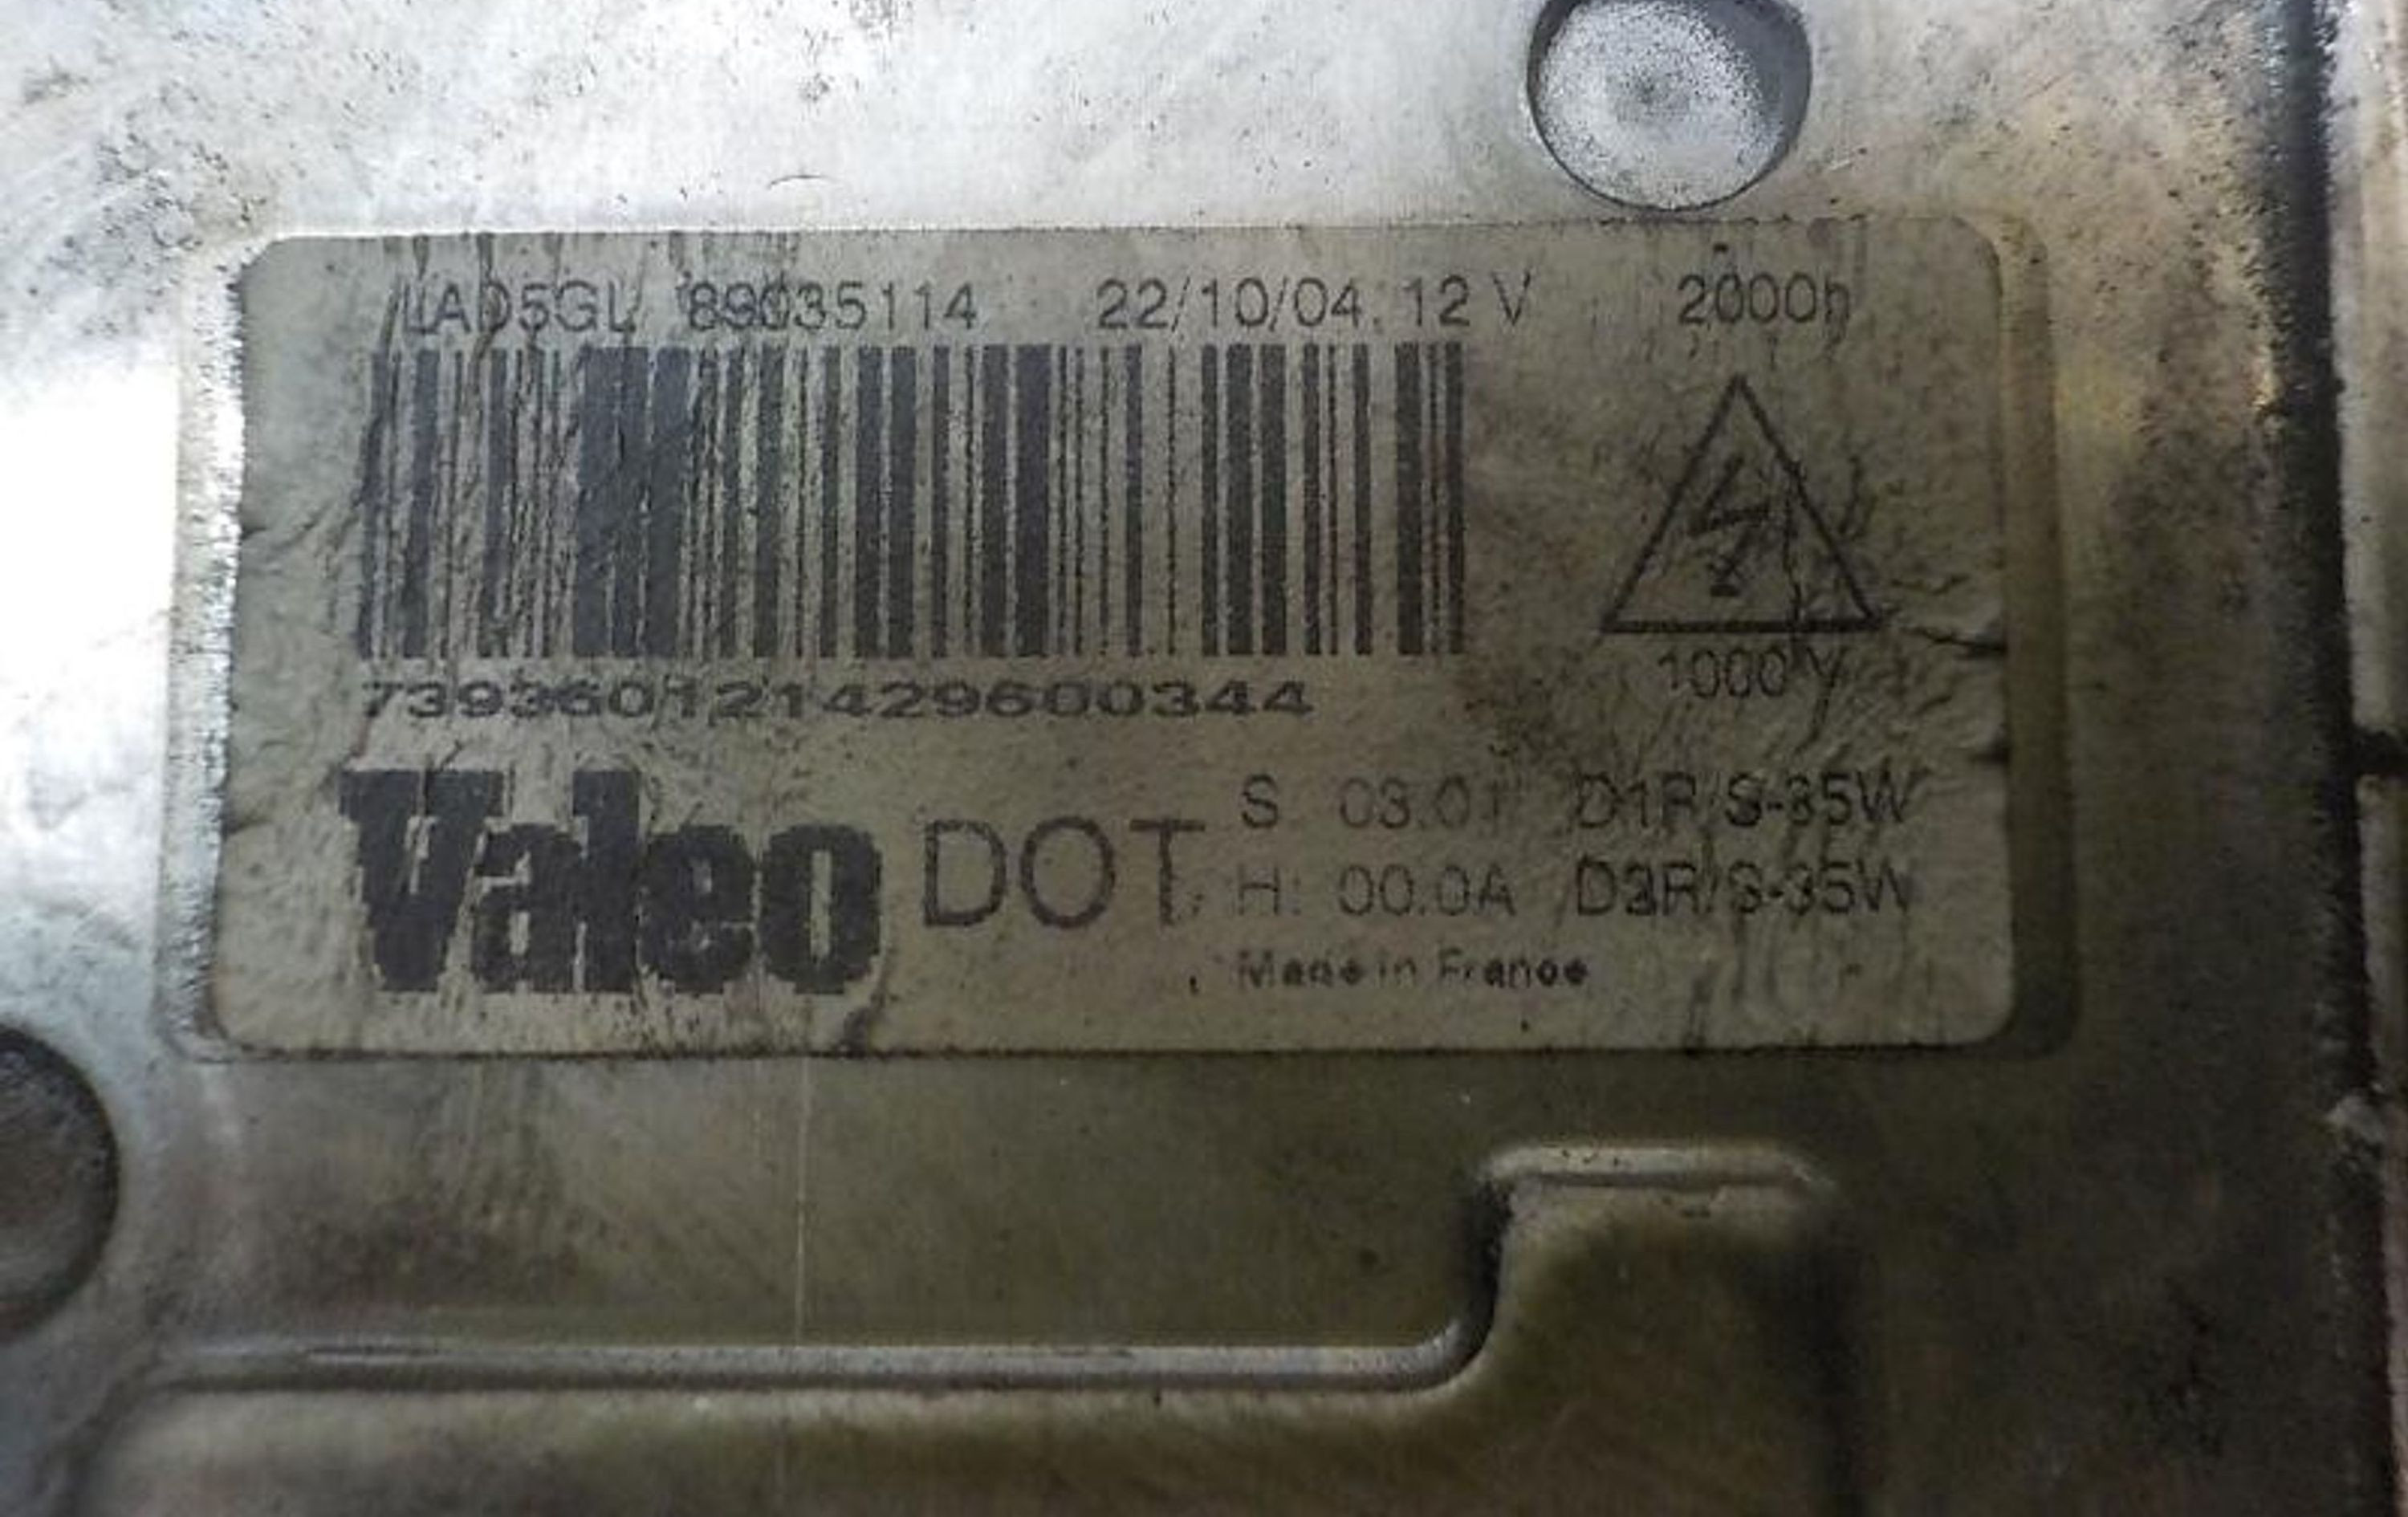 LAD5GL 89035114 22/10/04. 12 V 2000h
739360121429600344
1000 V
Valeo DOT
S 03.01 D1R/S-35W
H: 00.0A D2R/S-35W
Made in France